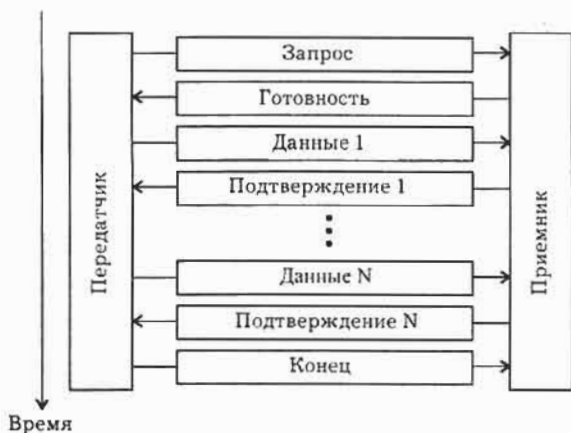 Запрос
Готовность
Данные 1
Подтверждение 1
Данные N
Подтверждение N
Конец
Передатчик
Приемник
Время